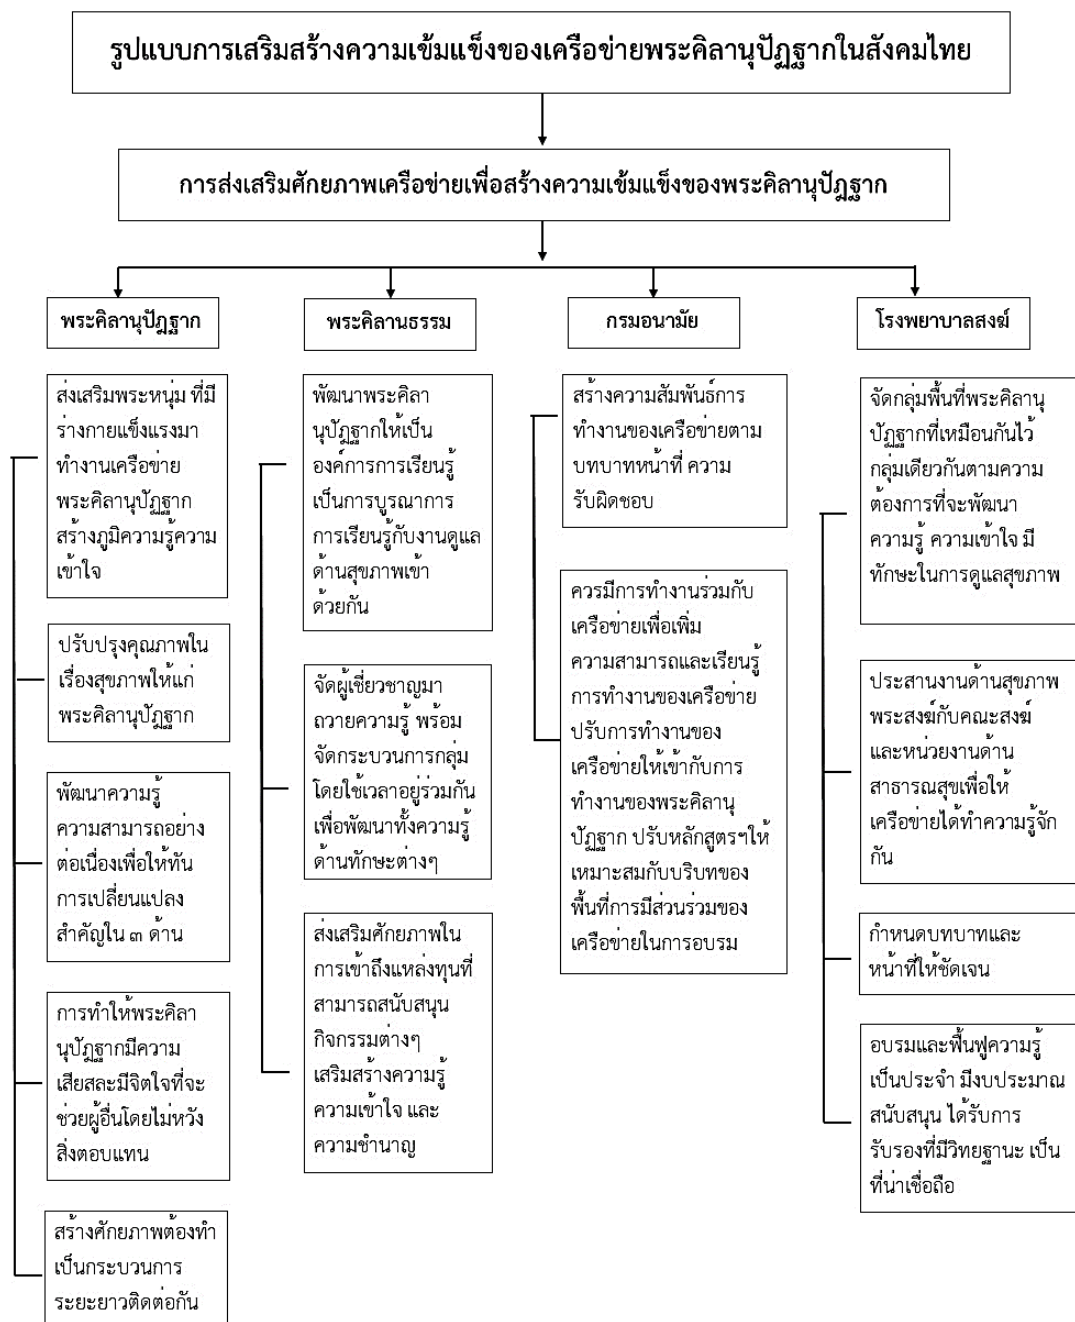 รูปแบบการเสริมสร้างความเข้มแข็งของเครือข่ายพระคิลานุปัฏฐากในสังคมไทย
การส่งเสริมศักยภาพเครือข่ายเพื่อสร้างความเข้มแข็งของพระคิลานุปัฏฐาก
พระคิลานุปัฏฐาก
ส่งเสริมพระหนุ่ม ที่มี
ร่างกายแข็งแรงมา
ทำงานเครือข่าย
พระคิลานุปัฏฐาก
สร้างภูมิความรู้ความ
เข้าใจ
ปรับปรุงคุณภาพใน
เรื่องสุขภาพให้แก่
พระคิลานุปัฏฐาก
พัฒนาความรู้
ความสามารถอย่าง
ต่อเนื่องเพื่อให้ทัน
การเปลี่ยนแปลง
สำคัญใน ๓ ด้าน
การทำให้พระคิลา
นุปัฏฐากมีความ
เสียสละมีจิตใจที่จะ
ช่วยผู้อื่นโดยไม่หวัง
สิ่งตอบแทน
สร้างศักยภาพต้องทำ
เป็นกระบวนการ
ระยะยาวติดต่อกัน
พระคิลานธรรม
พัฒนาพระคิลา
นุปัฏฐากให้เป็น
องค์การการเรียนรู้
เป็นการบูรณาการ
การเรียนรู้กับงานดูแล
ด้านสุขภาพเข้า
ด้วยกัน
จัดผู้เชี่ยวชาญมา
ถวายความรู้ พร้อม
จัดกระบวนการกลุ่ม
โดยใช้เวลาอยู่ร่วมกัน
เพื่อพัฒนาทั้งความรู้
ด้านทักษะต่างๆ
ส่งเสริมศักยภาพใน
การเข้าถึงแหล่งทุนที่
สามารถสนับสนุน
กิจกรรมต่างๆ
เสริมสร้างความรู้
ความเข้าใจ และ
ความชำนาญ
กรมอนามัย
สร้างความสัมพันธ์การ
ทำงานของเครือข่ายตาม
บทบาทหน้าที่ ความ
รับผิดชอบ
ควรมีการทำงานร่วมกับ
เครือข่ายเพื่อเพิ่ม
ความสามารถและเรียนรู้
การทำงานของเครือข่าย
ปรับการทำงานของ
เครือข่ายให้เข้ากับการ
ทำงานของพระคิลานุ
ปัฏฐาก ปรับหลักสูตรฯให้
เหมาะสมกับบริบทของ
พื้นที่การมีส่วนร่วมของ
เครือข่ายในการอบรม
โรงพยาบาลสงฆ์
จัดกลุ่มพื้นที่พระคิลานุ
ปัฏฐากที่เหมือนกันไว้
กลุ่มเดียวกันตามความ
ต้องการที่จะพัฒนา
ความรู้ ความเข้าใจ มี
ทักษะในการดูแลสุขภาพ
ประสานงานด้านสุขภาพ
พระสงฆ์กับคณะสงฆ์
และหน่วยงานด้าน
สาธารณสุขเพื่อให้
เครือข่ายได้ทำความรู้จัก
กัน
กำหนดบทบาทและ
หน้าที่ให้ชัดเจน
อบรมและฟื้นฟูความรู้
เป็นประจำ มีงบประมาณ
สนับสนุน ได้รับการ
รับรองที่มีวิทยฐานะ เป็น
ที่น่าเชื่อถือ